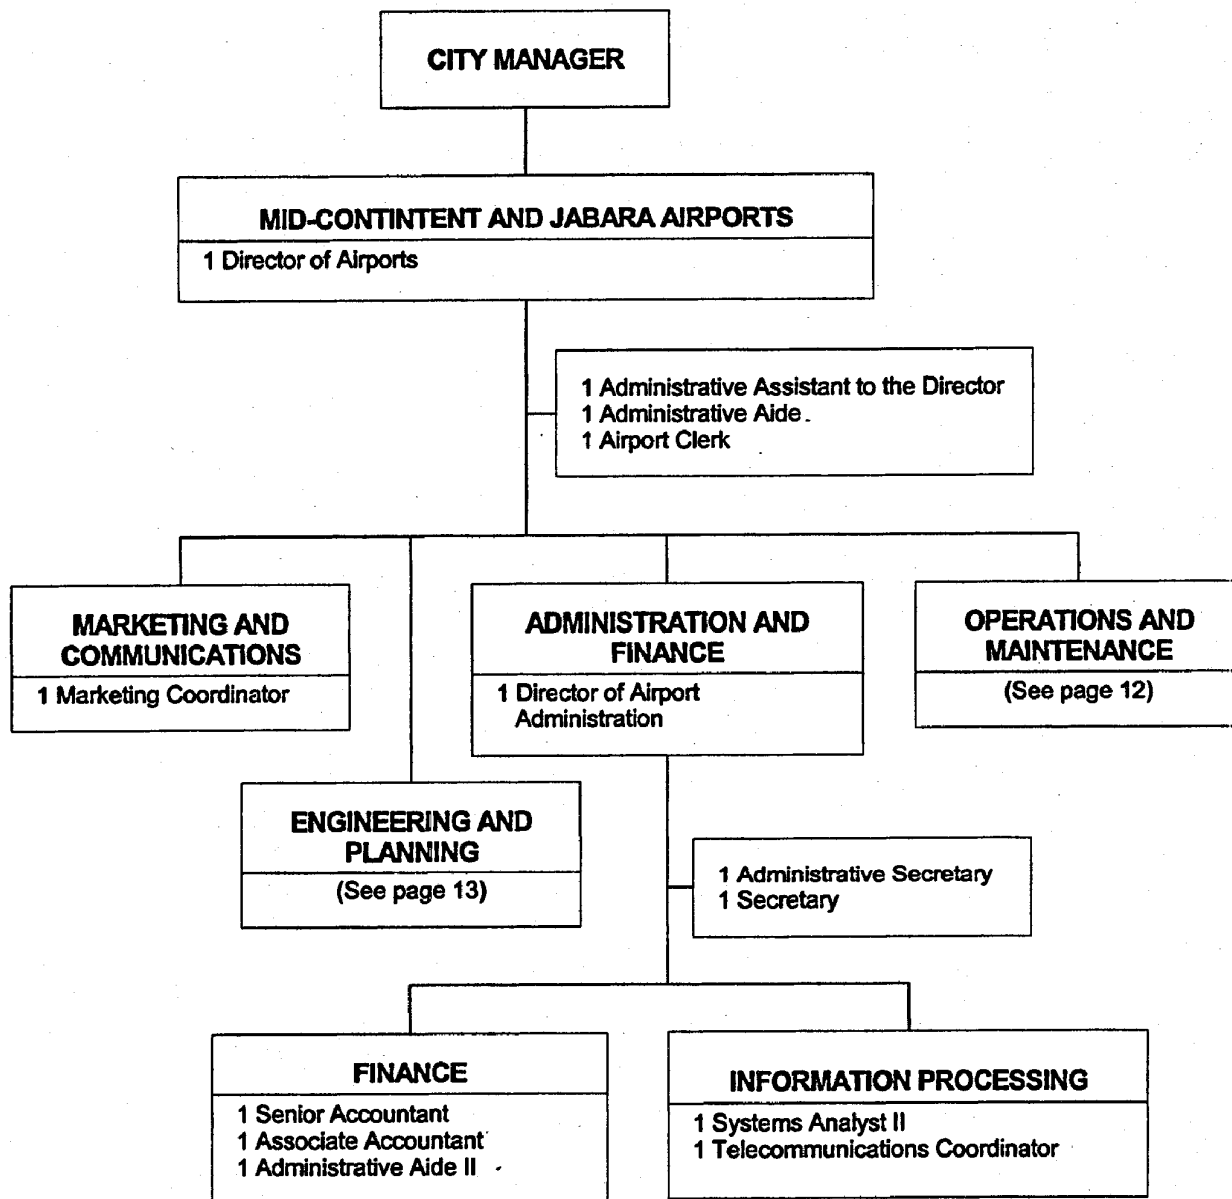 CITY MANAGER
MID-CONTINTENT AND JABARA AIRPORTS
1 Director of Airports
1 Administrative Assistant to the Director
1 Administrative Aide
1 Airport Clerk
MARKETING AND
COMMUNICATIONS
1 Marketing Coordinator
ADMINISTRATION AND
FINANCE
1 Director of Airport
Administration
OPERATIONS AND
MAINTENANCE
(See page 12)
ENGINEERING AND
PLANNING
(See page 13)
1 Administrative Secretary
1 Secretary
FINANCE
1 Senior Accountant
1 Associate Accountant
1 Administrative Aide II
INFORMATION PROCESSING
1 Systems Analyst II
1 Telecommunications Coordinator